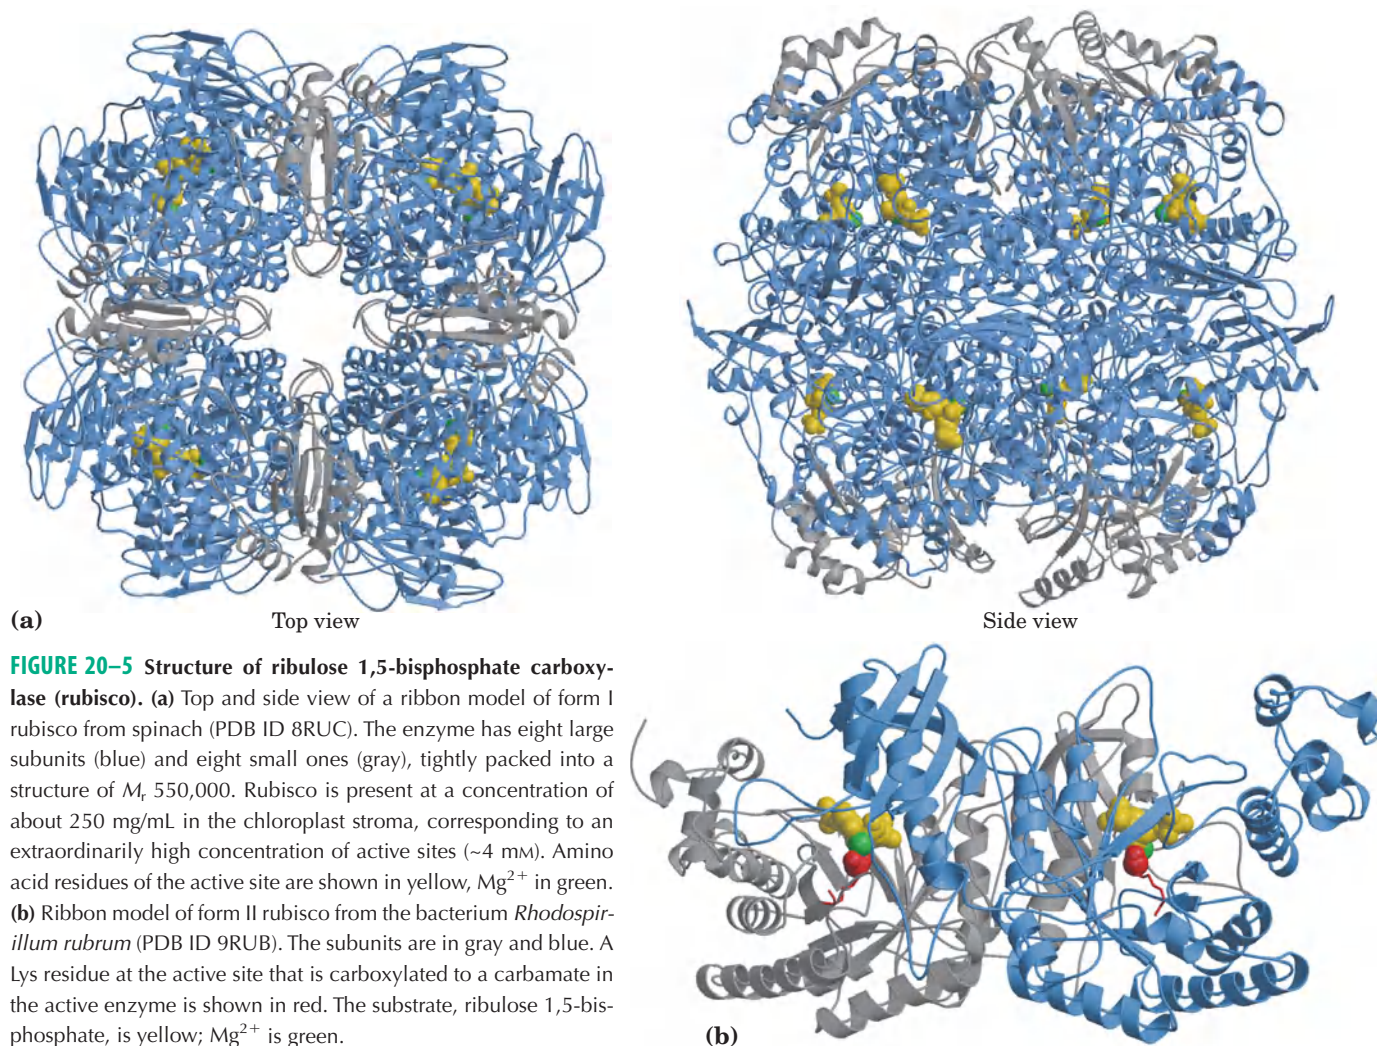 (a)
Top view
Side view
FIGURE 20–5 Structure of ribulose 1,5-bisphosphate carboxy-
lase (rubisco). (a) Top and side view of a ribbon model of form I
rubisco from spinach (PDB ID 8RUC). The enzyme has eight large
subunits (blue) and eight small ones (gray), tightly packed into a
structure of Mr 550,000. Rubisco is present at a concentration of
about 250 mg/mL in the chloroplast stroma, corresponding to an
extraordinarily high concentration of active sites (~4 mM). Amino
acid residues of the active site are shown in yellow, Mg2+ in green.
(b) Ribbon model of form II rubisco from the bacterium Rhodospir-
illum rubrum (PDB ID 9RUB). The subunits are in gray and blue. A
Lys residue at the active site that is carboxylated to a carbamate in
the active enzyme is shown in red. The substrate, ribulose 1,5-bis-
phosphate, is yellow; Mg2+ is green.
(b)